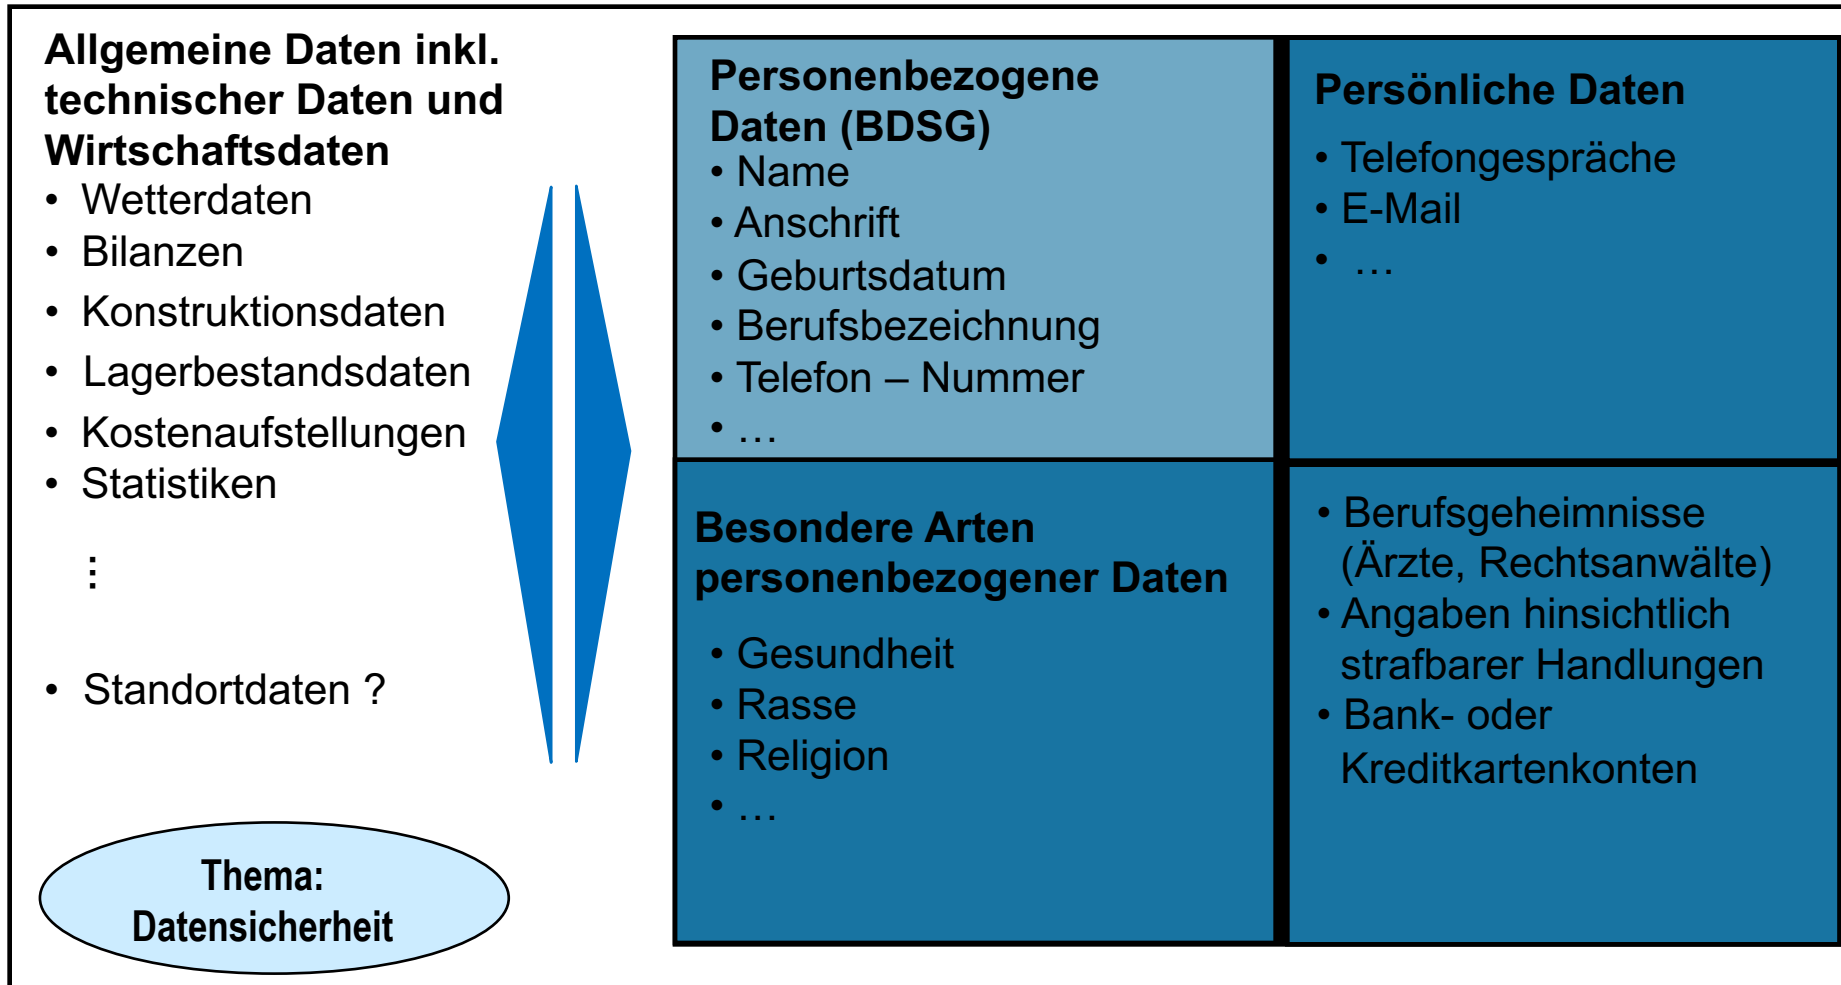 Allgemeine Daten inkl.
technischer Daten und
Wirtschaftsdaten
• Wetterdaten
• Bilanzen
• Konstruktionsdaten
• Lagerbestandsdaten
• Kostenaufstellungen
• Statistiken
⋮
• Standortdaten ?
Thema:
Datensicherheit
Personenbezogene
Daten (BDSG)
• Name
• Anschrift
• Geburtsdatum
• Berufsbezeichnung
• Telefon – Nummer
• …
Persönliche Daten
• Telefongespräche
• E-Mail
• …
Besondere Arten
personenbezogener Daten
• Gesundheit
• Rasse
• Religion
• …
• Berufsgeheimnisse
(Ärzte, Rechtsanwälte)
• Angaben hinsichtlich
strafbarer Handlungen
• Bank- oder
Kreditkartenkonten